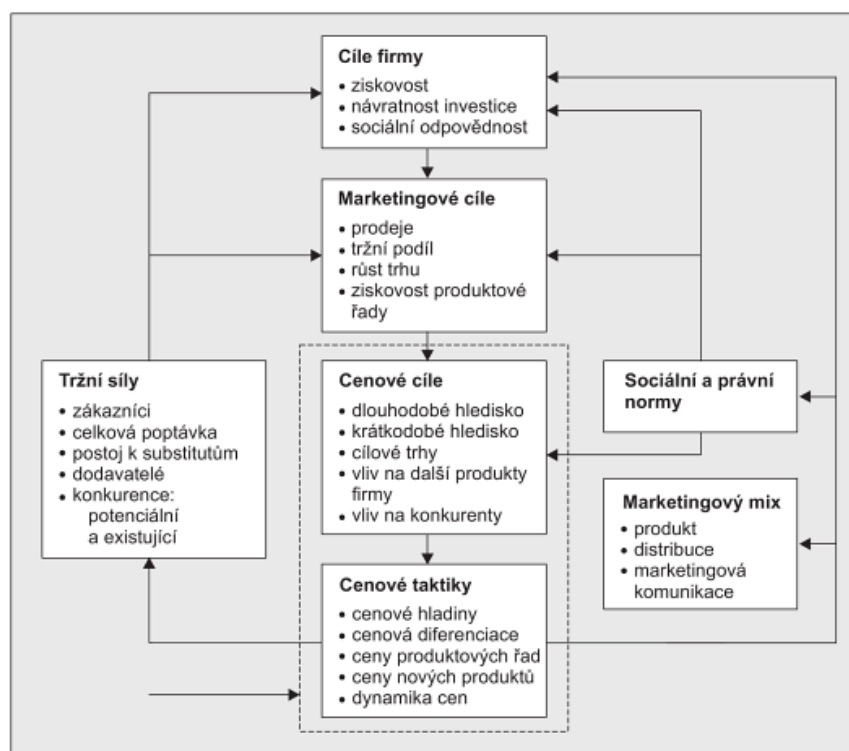 Cíle firmy
• ziskovost
• návratnost investice
• sociální odpovědnost
Marketingové cíle
• prodeje
• tržní podíl
• růst trhu
• ziskovost produktové
řady
Tržní síly
• zákazníci
• celková poptávka
• postoj k substitutům
• dodavatelé
• konkurence:
potenciální
a existující
Cenové cíle
• dlouhodobé hledisko
• krátkodobé hledisko
• cílové trhy
• vliv na další produkty
firmy
• vliv na konkurenty
Sociální a právní
normy
Marketingový mix
• produkt
• distribuce
• marketingová
komunikace
Cenové taktiky
• cenové hladiny
• cenová diferenciace
• ceny produktových řad
• ceny nových produktů
• dynamika cen